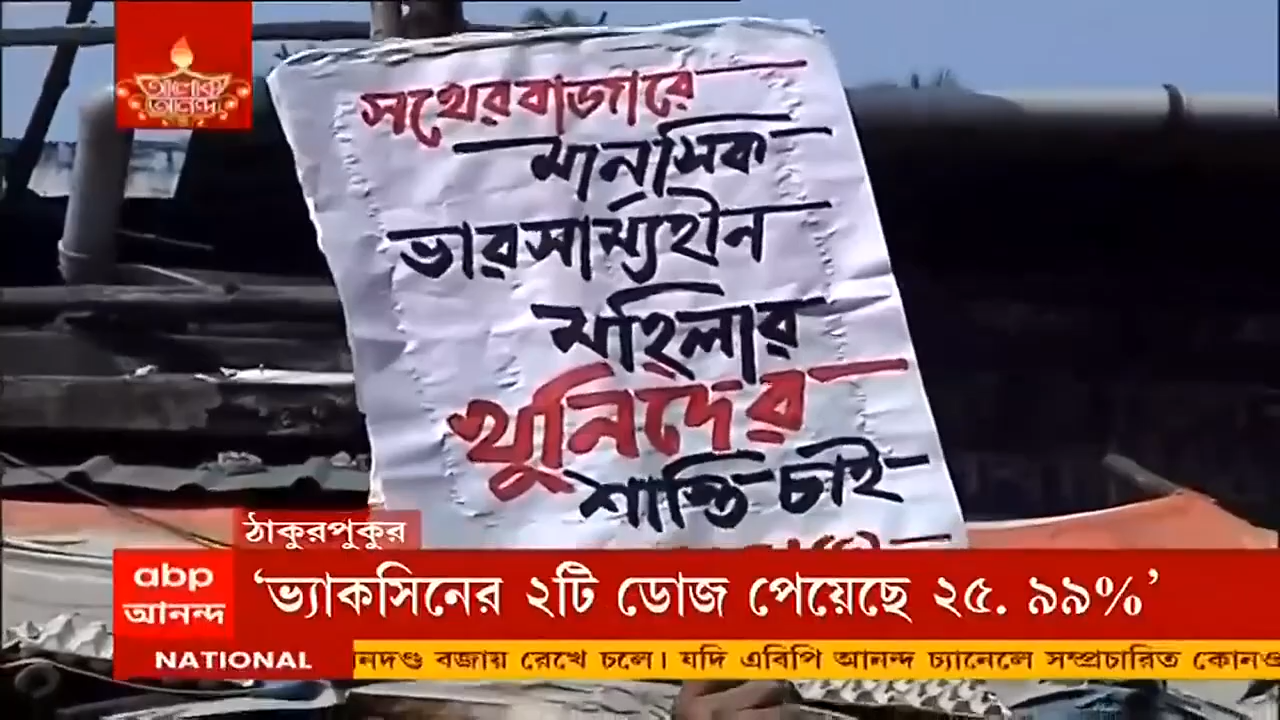 আলোক
আনন্দ
সখেরবাজারে
মানসিক
ভারসার্ম্যহীন
মহিলার
খুনিদের
শাস্তি চাই
ঠাকুরপুকুর
abp
আনন্দ
‘ভ্যাকসিনের ২টি ডোজ পেয়েছে ২৫. ৯৯%’
NATIONAL
নদণ্ড বজায় রেখে চলে। যদি এবিপি আনন্দ চ্যানেলে সম্প্রচারিত কোনও